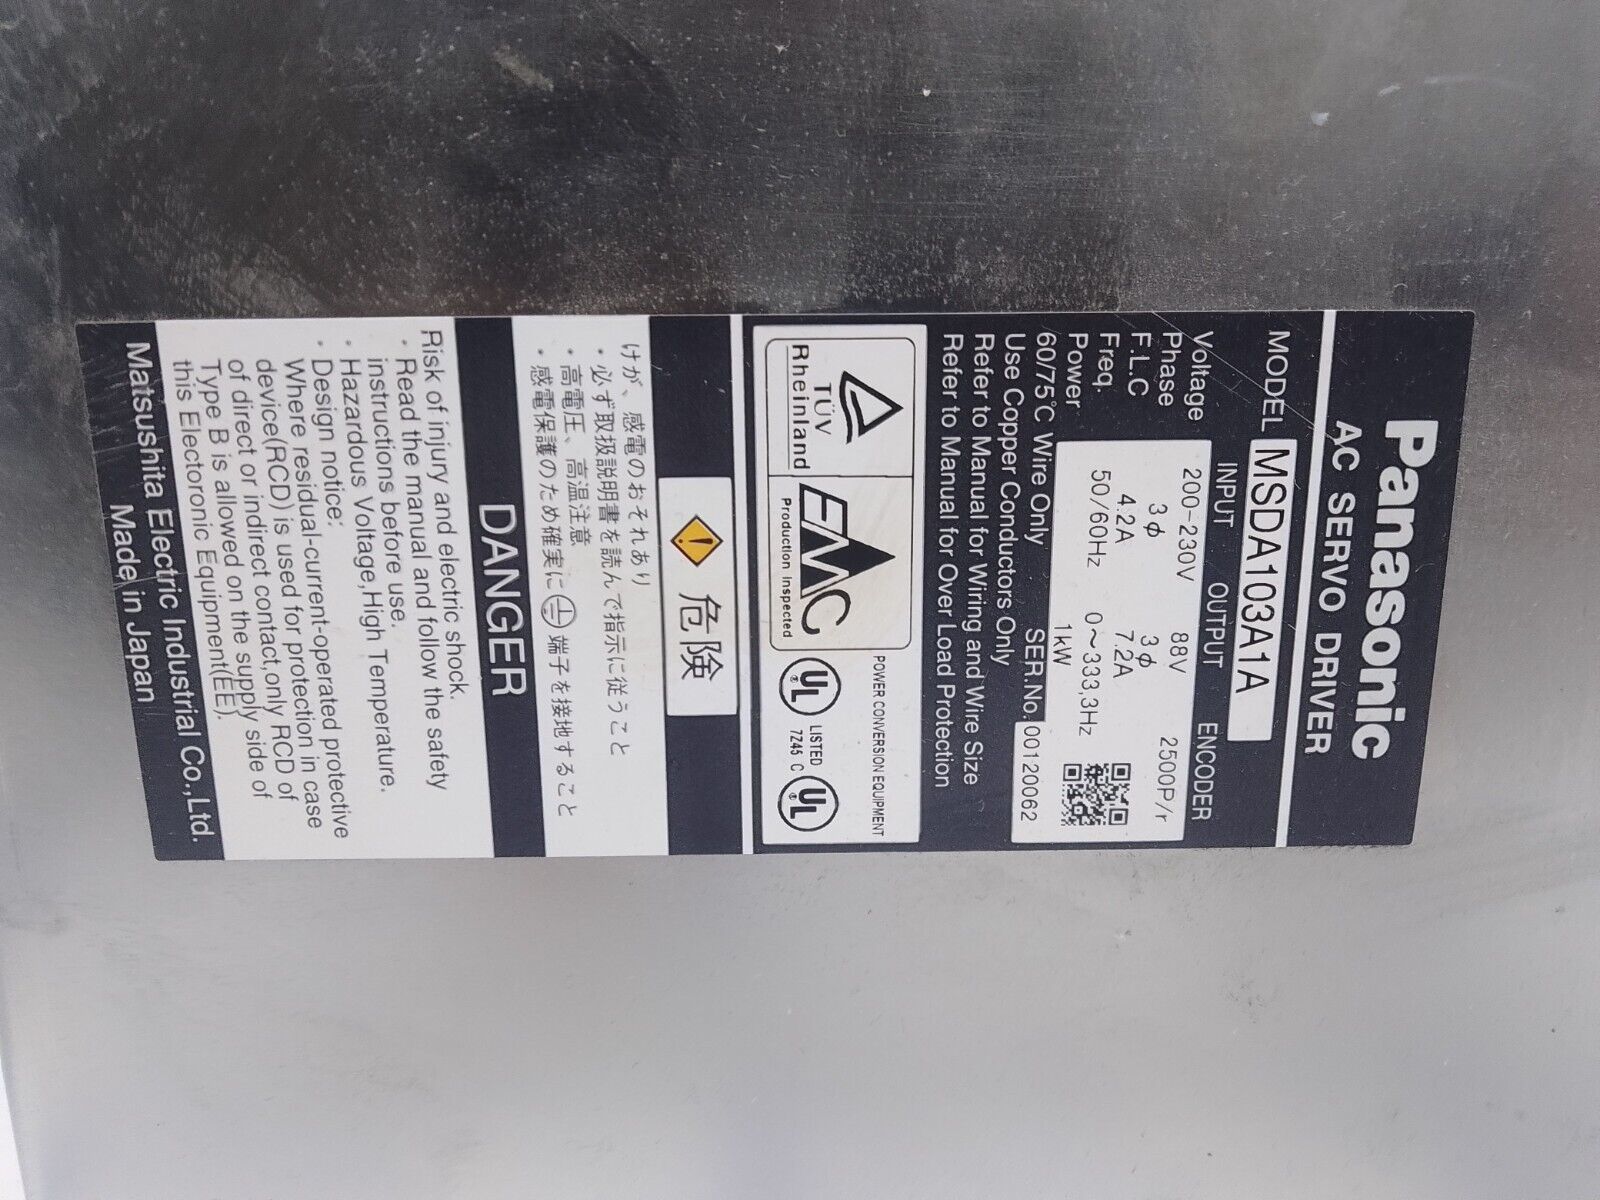 Panasonic
AC SERVO DRIVER
MODEL MSDA103A1A
INPUT OUTPUT ENCODER
Voltage 200-230V 88V 2500P/r
Phase 3φ 3φ
F.L.C 4.2A 7.2A
Freq. 50/60Hz 0～333,3Hz
Power 1kW
60/75℃ Wire Only SER.No. 00120062
Use Copper Conductors Only
Refer to Manual for Wiring and Wire Size
Refer to Manual for Over Load Protection
POWER CONVERSION EQUIPMENT
TÜV
Rheinland
EMC
Production Inspected
UL
LISTED
7Z45 C
UL
危険
けが、感電のおそれあり
・必ず取扱説明書を読んで指示に従うこと
・高電圧、高温注意
・感電保護のため確実に⏚端子を接地すること
DANGER
Risk of injury and electric shock.
・Read the manual and follow the safety
instructions before use.
・Hazardous Voltage,High Temperature.
・Design notice:
Where residual-current-operated protective
device(RCD) is used for protection in case
of direct or indirect contact,only RCD of
Type B is allowed on the supply side of
this Electoronic Equipment(EE).
Matsushita Electric Industrial Co.,Ltd.
Made in Japan